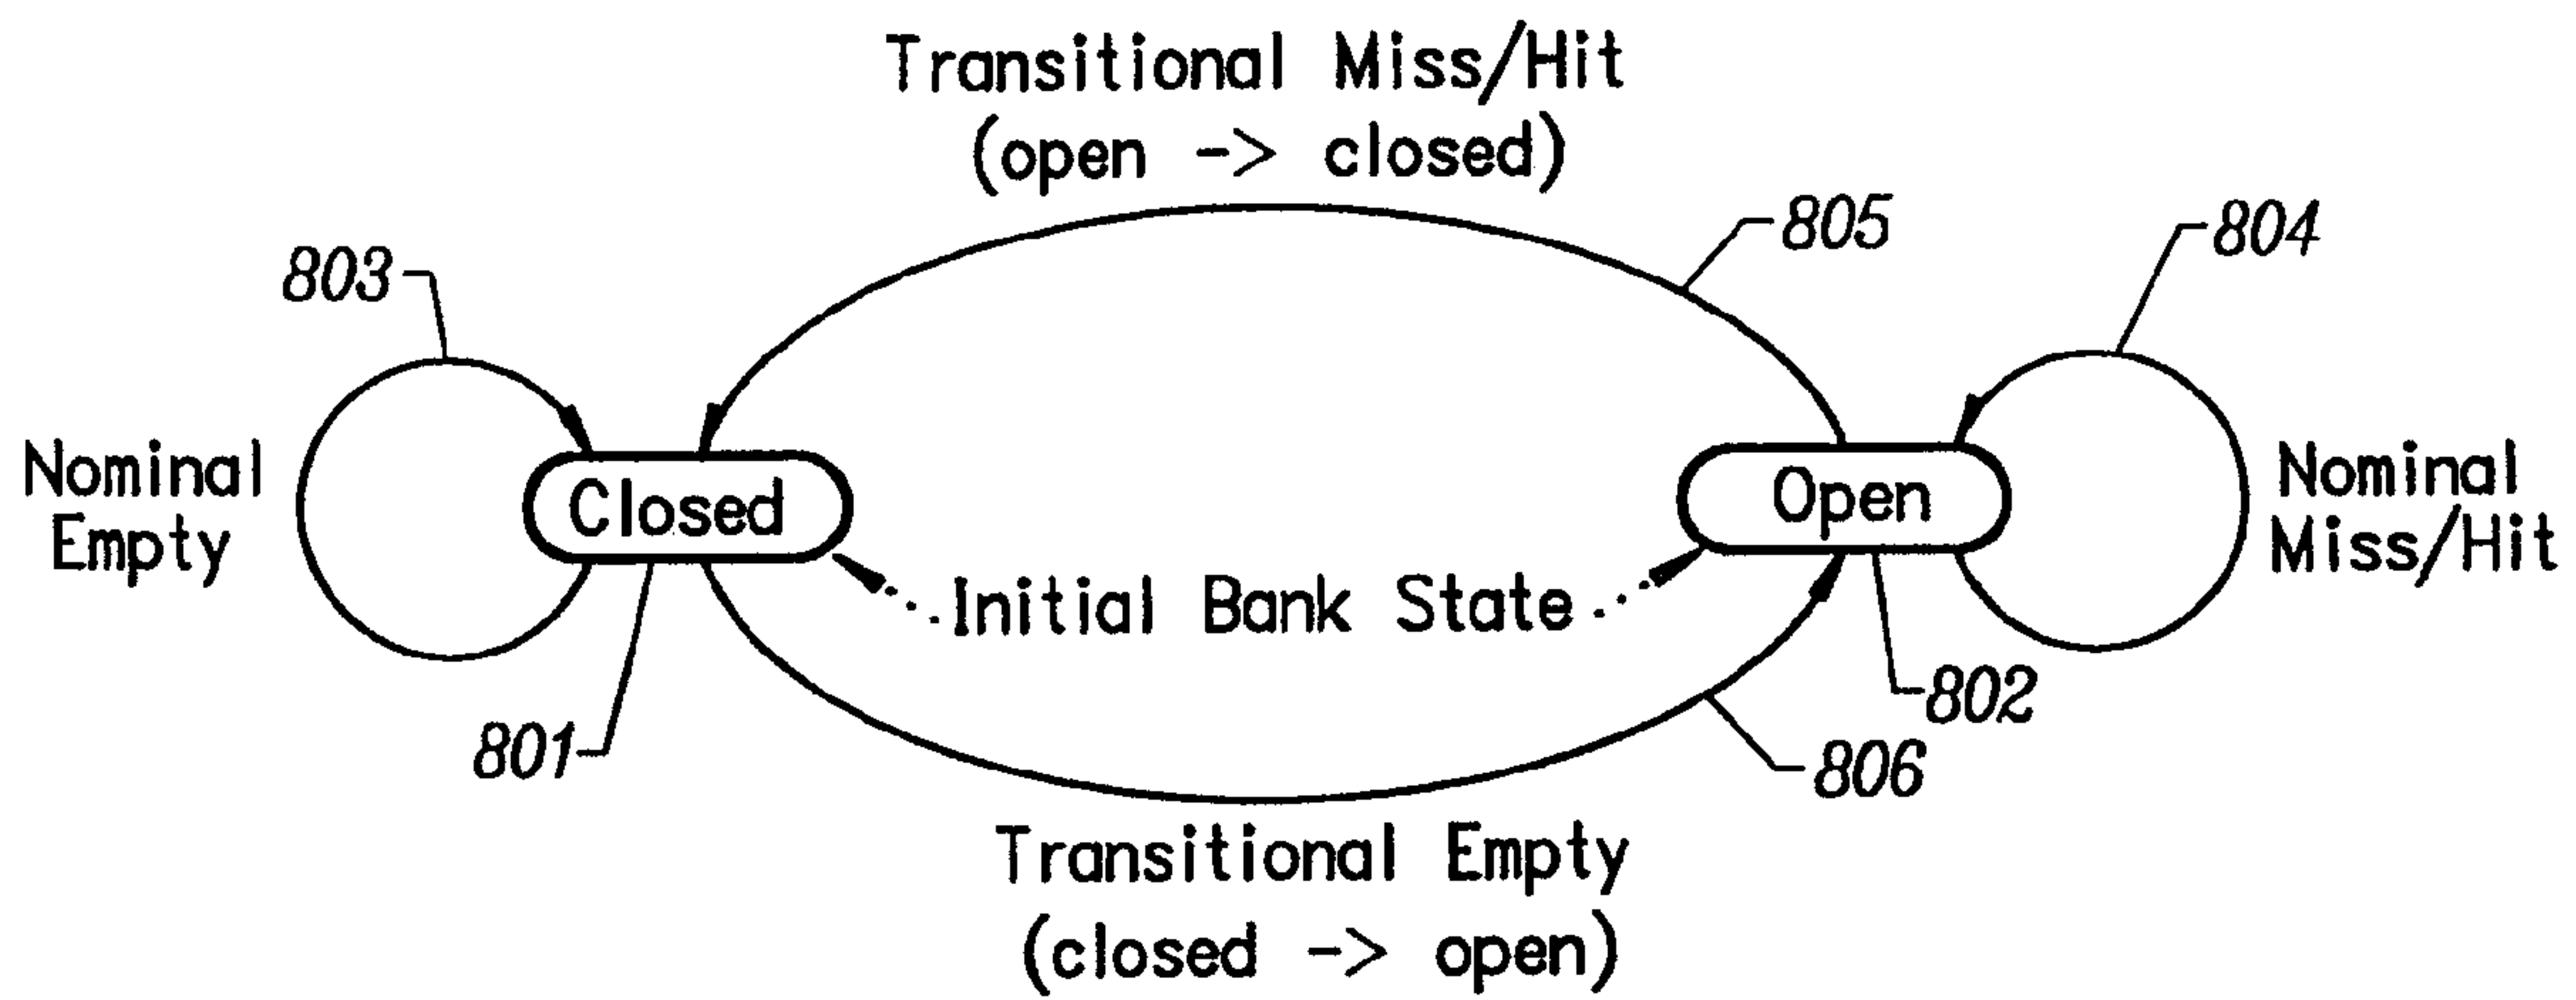 Transitional Miss/Hit
(open -> closed)
805
804
803
Nominal
Empty
Closed
Open
Nominal
Miss/Hit
Initial Bank State
801
802
806
Transitional Empty
(closed -> open)